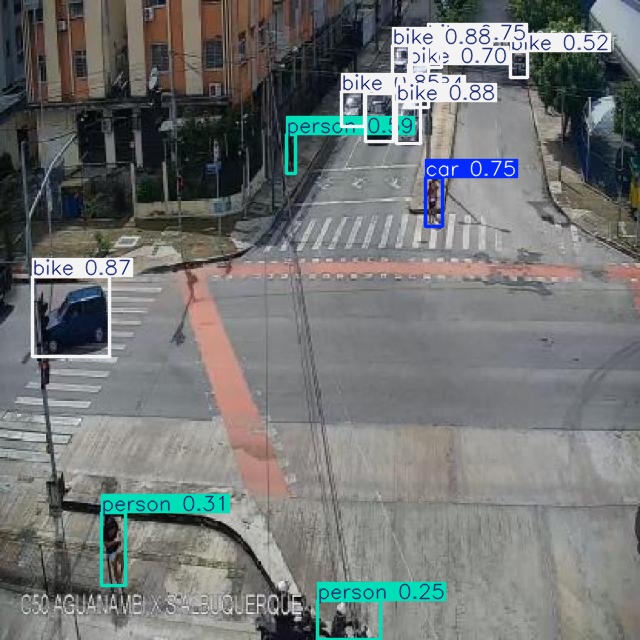 bike 0.88
.75
bike 0.70
bike 0.52
bike 0.88
person
car 0.75
bike 0.87
person 0.31
person 0.25
C50 AGUANAMBI X S ALBUQUERQUE